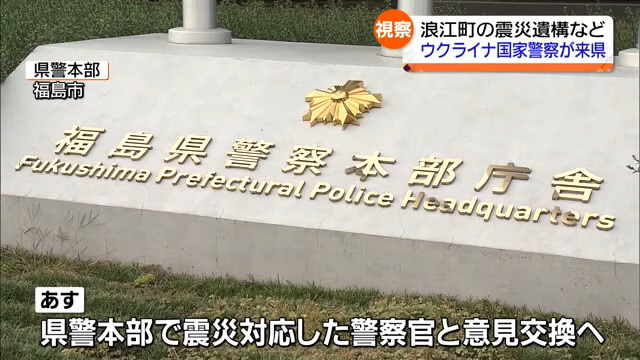 視察
浪江町の震災遺構など
ウクライナ国家警察が来県
県警本部
福島市
福島県警察本部庁舎
Fukushima Prefectural Police Headquarters
あす
県警本部で震災対応した警察官と意見交換へ